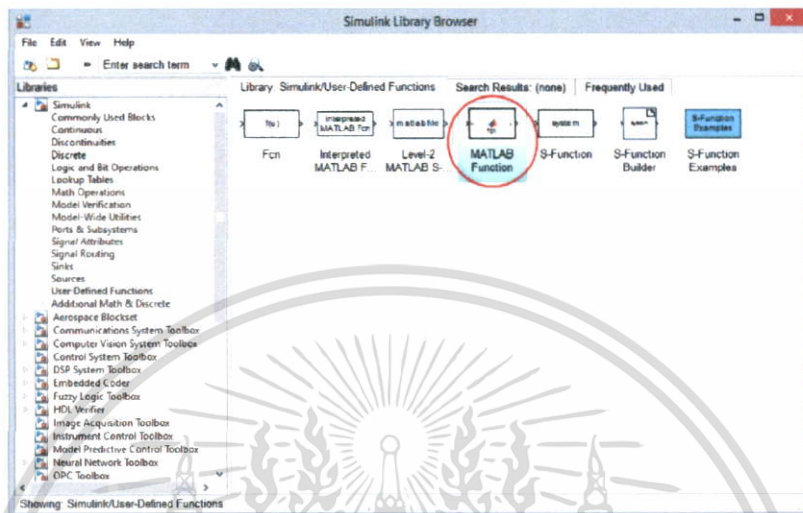 Simulink Library Browser
File Edit View Help
Enter search term
Libraries
Library: Simulink/User-Defined Functions Search Results: (none) Frequently Used
Simulink
Commonly Used Blocks
Continuous
Discontinuities
Discrete
Logic and Bit Operations
Lookup Tables
Math Operations
Model Verification
Model-Wide Utilities
Ports & Subsystems
Signal Attributes
Signal Routing
Sinks
Sources
User-Defined Functions
Additional Math & Discrete
Aerospace Blockset
Communications System Toolbox
Computer Vision System Toolbox
Control System Toolbox
DSP System Toolbox
Embedded Coder
Fuzzy Logic Toolbox
HDL Verifier
Image Acquisition Toolbox
Instrument Control Toolbox
Model Predictive Control Toolbox
Neural Network Toolbox
OPC Toolbox
f(u)
Interpreted
MATLAB Fcn
matlabfile
system
S-Function
Examples
Fcn
Interpreted
MATLAB F...
Level-2
MATLAB S-...
MATLAB
Function
S-Function
S-Function
Builder
S-Function
Examples
Showing: Simulink/User-Defined Functions